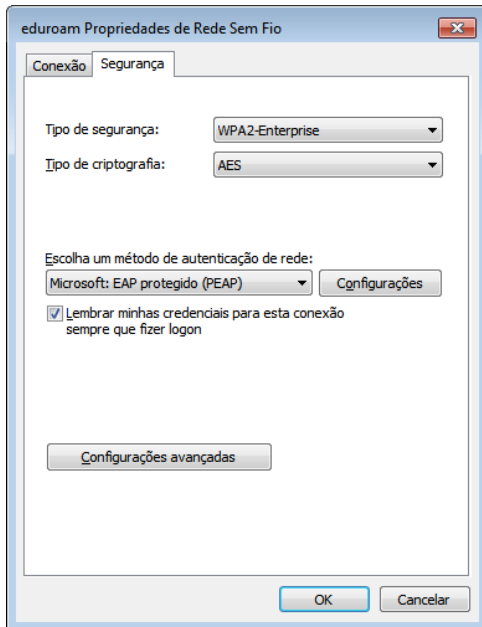 eduroam Propriedades de Rede Sem Fio
Conexão Segurança
Tipo de segurança: WPA2-Enterprise
Tipo de criptografia: AES
Escolha um método de autenticação de rede:
Microsoft: EAP protegido (PEAP) Configurações
Lembrar minhas credenciais para esta conexão
sempre que fizer logon
Configurações avançadas
OK Cancelar